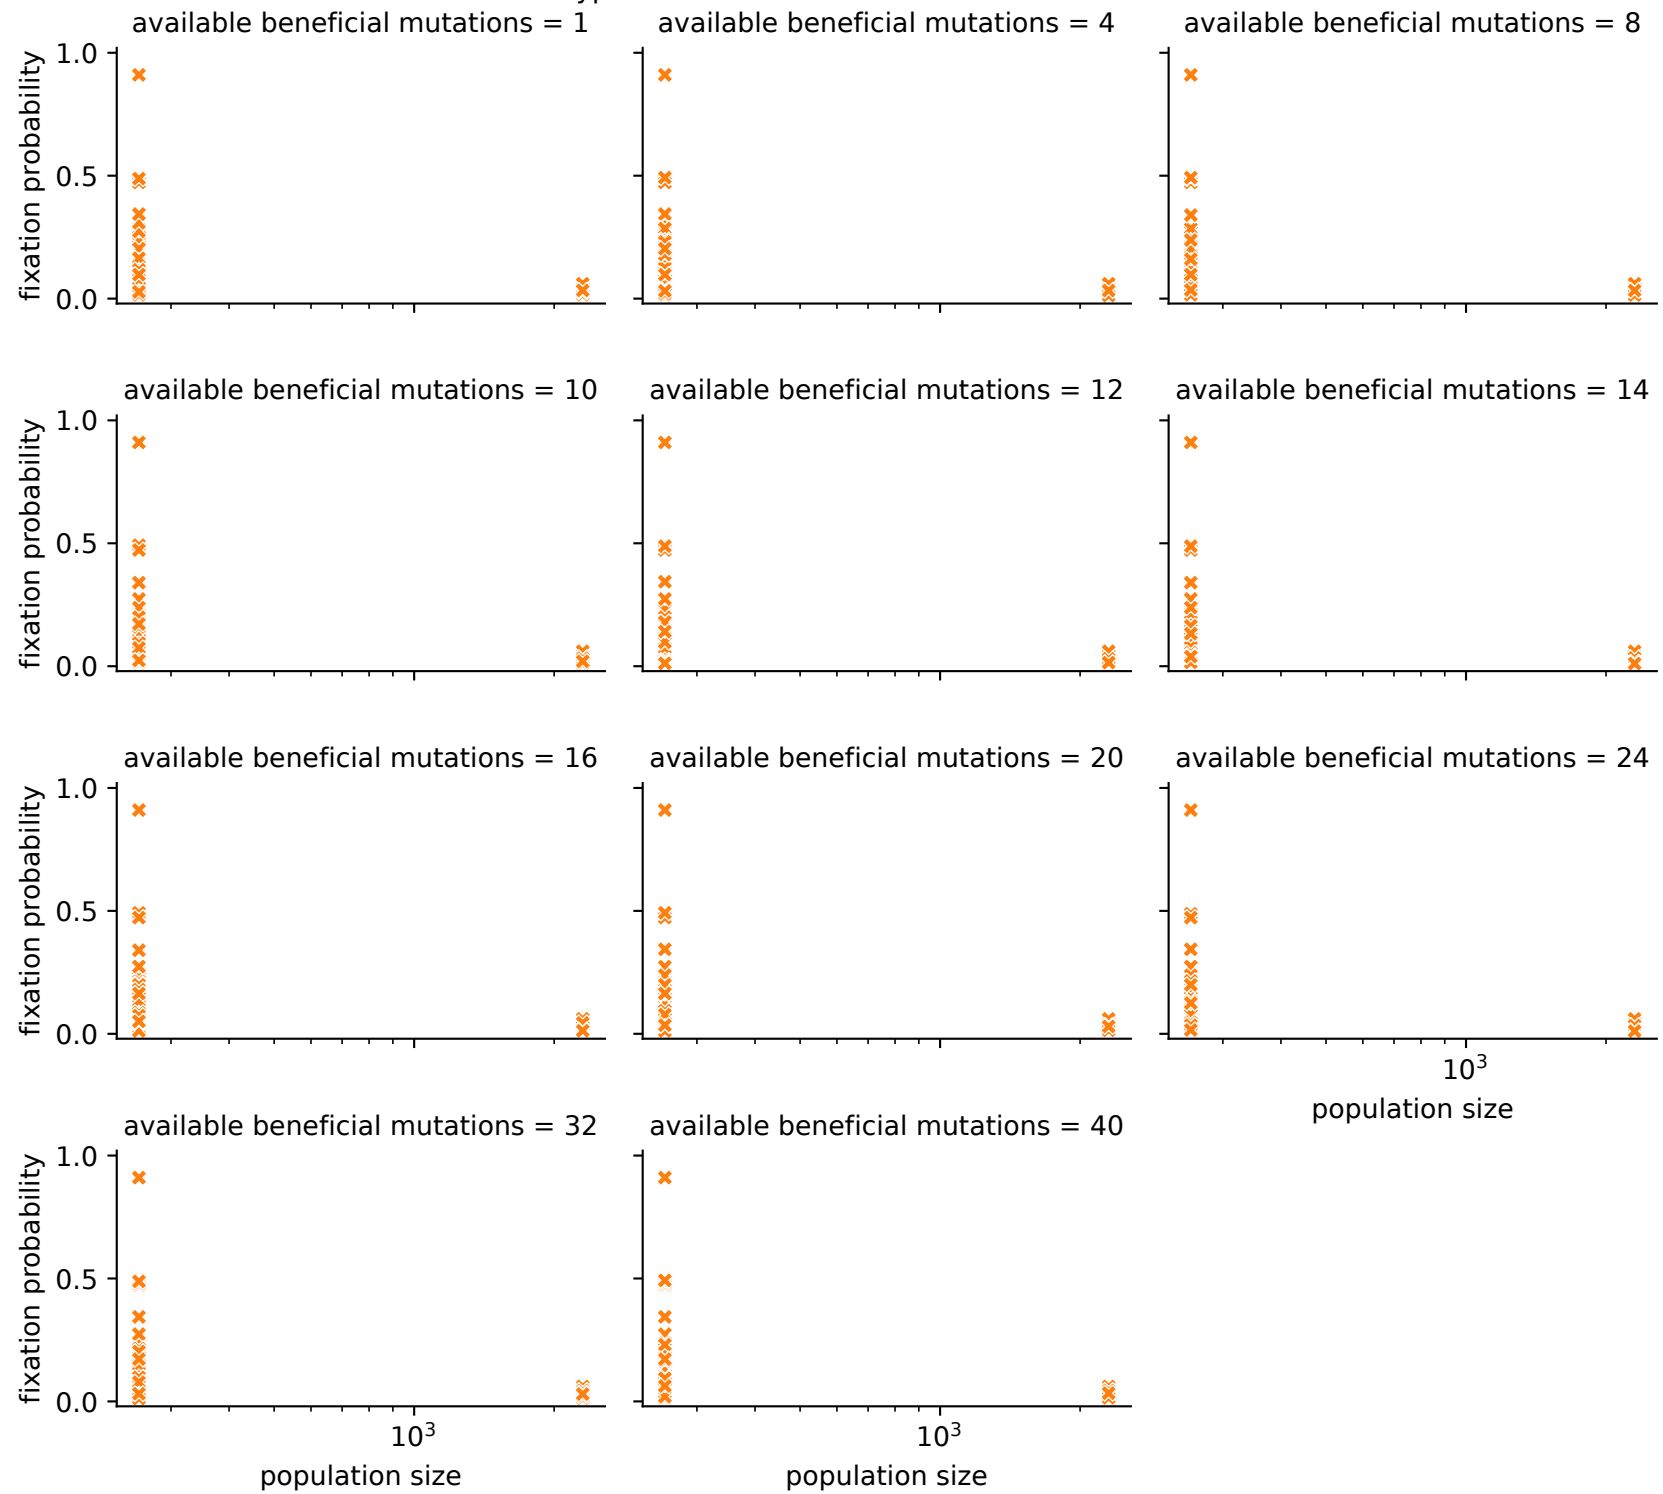 available beneficial mutations = 1
available beneficial mutations = 4
available beneficial mutations = 8
fixation probability
1.0
0.5
0.0
available beneficial mutations = 10
available beneficial mutations = 12
available beneficial mutations = 14
fixation probability
1.0
0.5
0.0
available beneficial mutations = 16
available beneficial mutations = 20
available beneficial mutations = 24
fixation probability
1.0
0.5
0.0
10³
population size
available beneficial mutations = 32
available beneficial mutations = 40
fixation probability
1.0
0.5
0.0
10³
10³
population size
population size